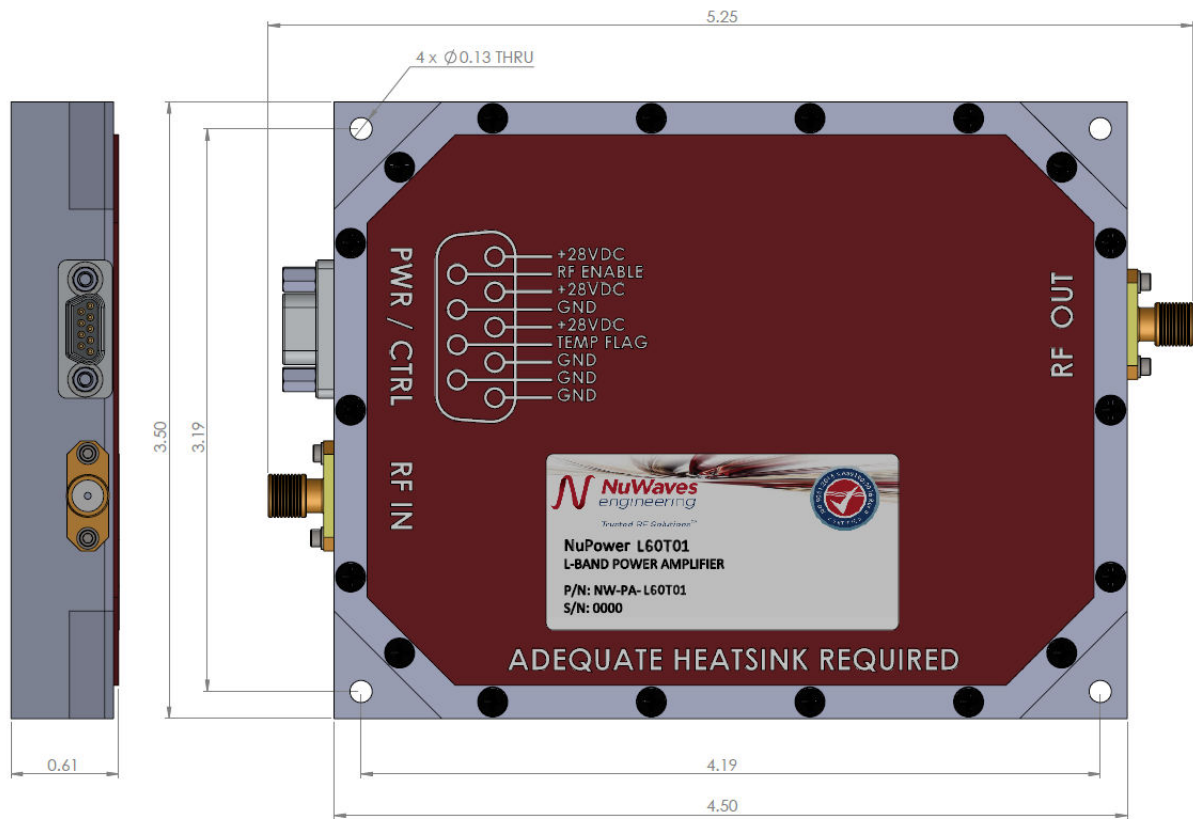 5.25
4 x Ø0.13 THRU
3.50
3.19
PWR / CTRL
+28VDC
RF ENABLE
+28VDC
GND
+28VDC
TEMP FLAG
GND
GND
GND
RF OUT
RF IN
NuWaves
engineering
Trusted RF Solutions™
NuPower L60T01
L-BAND POWER AMPLIFIER
P/N: NW-PA-L60T01
S/N: 0000
ADEQUATE HEATSINK REQUIRED
0.61
4.19
4.50